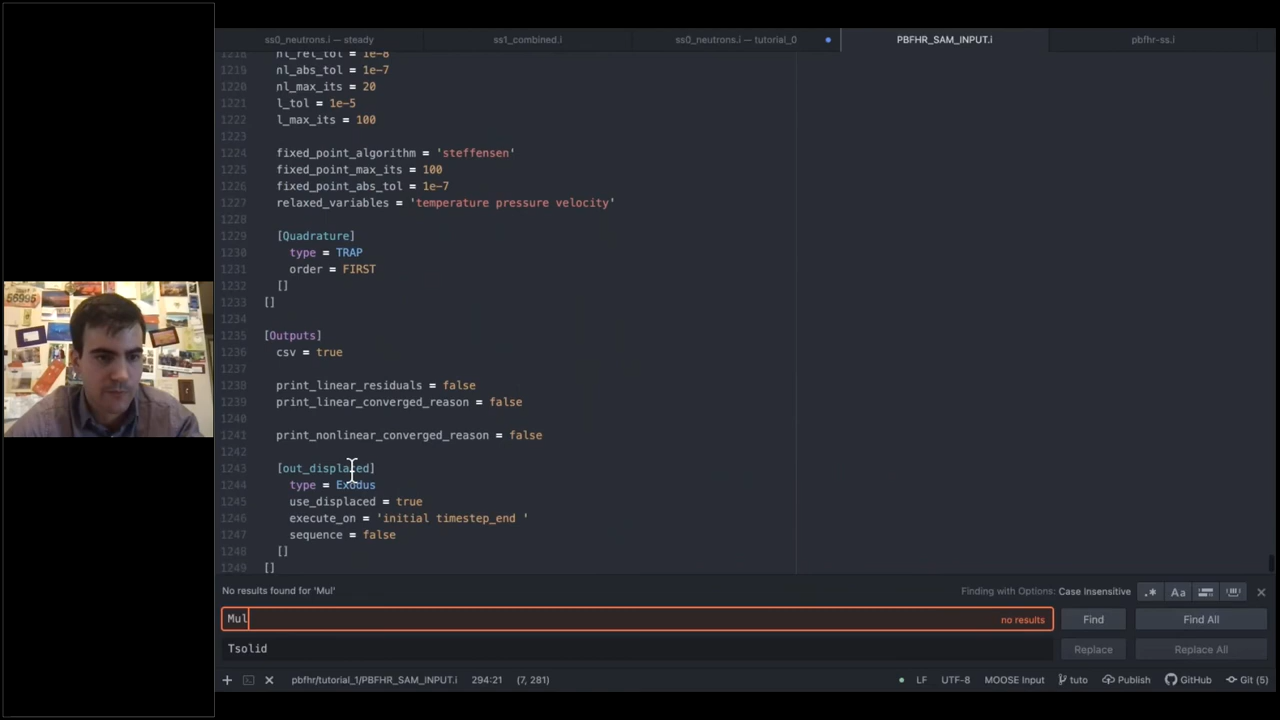 ss0_neutrons.i — steady ss1_combined.i ss0_neutrons.i — tutorial_0 PBFHR_SAM_INPUT.i pbfhr-ss.i
1218 nl_rel_tol = 1e-8
1219 nl_abs_tol = 1e-7
1220 nl_max_its = 20
1221 l_tol = 1e-5
1222 l_max_its = 100
1223
1224 fixed_point_algorithm = 'steffensen'
1225 fixed_point_max_its = 100
1226 fixed_point_abs_tol = 1e-7
1227 relaxed_variables = 'temperature pressure velocity'
1228
1229 [Quadrature]
1230 type = TRAP
1231 order = FIRST
1232 []
1233 []
1234
1235 [Outputs]
1236 csv = true
1237
1238 print_linear_residuals = false
1239 print_linear_converged_reason = false
1240
1241 print_nonlinear_converged_reason = false
1242
1243 [out_displaced]
1244 type = Exodus
1245 use_displaced = true
1246 execute_on = 'initial timestep_end '
1247 sequence = false
1248 []
1249 []
56995
No results found for 'Mul' Finding with Options: Case Insensitive .* Aa
Mul no results Find Find All
Tsolid Replace Replace All
pbfhr/tutorial_1/PBFHR_SAM_INPUT.i 294:21 (7, 281) LF UTF-8 MOOSE Input tuto Publish GitHub Git (5)